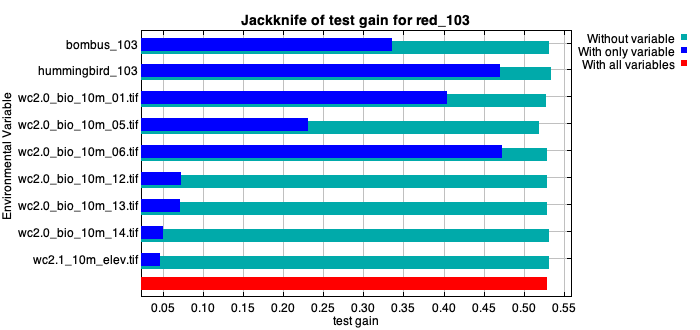 Jackknife of test gain for red_103
Without variable
With only variable
With all variables
Environmental Variable
bombus_103
hummingbird_103
wc2.0_bio_10m_01.tif
wc2.0_bio_10m_05.tif
wc2.0_bio_10m_06.tif
wc2.0_bio_10m_12.tif
wc2.0_bio_10m_13.tif
wc2.0_bio_10m_14.tif
wc2.1_10m_elev.tif
0.05 0.10 0.15 0.20 0.25 0.30 0.35 0.40 0.45 0.50 0.55
test gain